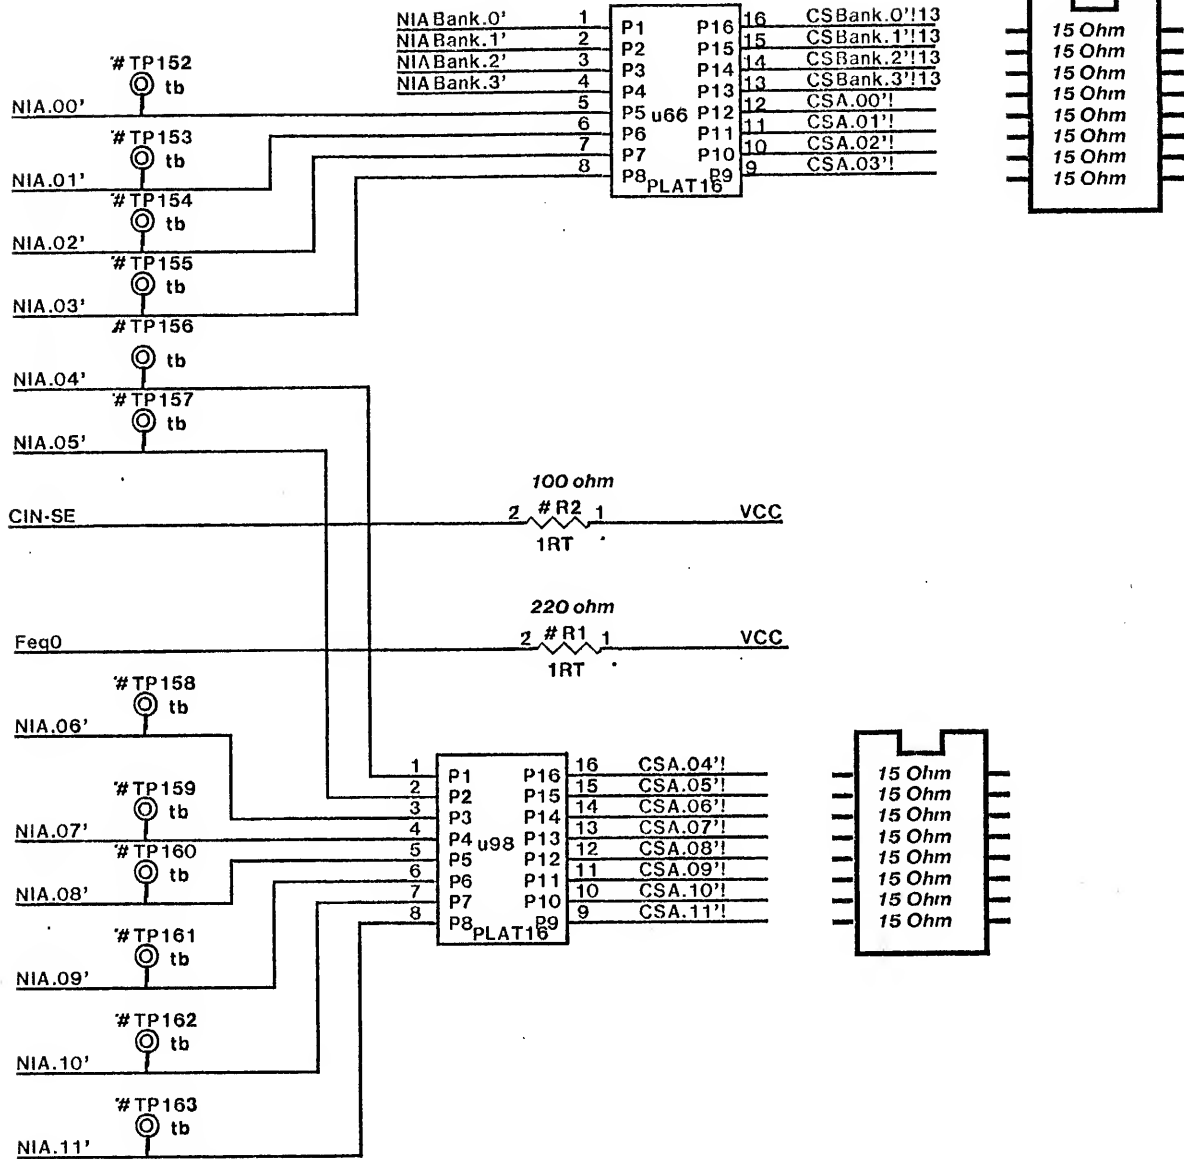 NIABank.0' 1 P1 P16 16 CSBank.0'!13
NIABank.1' 2 P2 P15 15 CSBank.1'!13
NIABank.2' 3 P3 P14 14 CSBank.2'!13
NIABank.3' 4 P4 P13 13 CSBank.3'!13
5 P5 u66 P12 12 CSA.00'!
6 P6 P11 11 CSA.01'!
7 P7 P10 10 CSA.02'!
8 P8 P9 9 CSA.03'!
PLAT16
15 Ohm
15 Ohm
15 Ohm
15 Ohm
15 Ohm
15 Ohm
15 Ohm
15 Ohm
#TP152
tb
NIA.00'
#TP153
tb
NIA.01'
#TP154
tb
NIA.02'
#TP155
tb
NIA.03'
#TP156
tb
NIA.04'
#TP157
tb
NIA.05'
100 ohm
CIN-SE 2 #R2 1 VCC
1RT
220 ohm
Feq0 2 #R1 1 VCC
1RT
#TP158
tb
NIA.06'
#TP159
tb
NIA.07'
#TP160
tb
NIA.08'
#TP161
tb
NIA.09'
#TP162
tb
NIA.10'
#TP163
tb
NIA.11'
1 P1 P16 16 CSA.04'!
2 P2 P15 15 CSA.05'!
3 P3 P14 14 CSA.06'!
4 P4 u98 P13 13 CSA.07'!
5 P5 P12 12 CSA.08'!
6 P6 P11 11 CSA.09'!
7 P7 P10 10 CSA.10'!
8 P8 P9 9 CSA.11'!
PLAT16
15 Ohm
15 Ohm
15 Ohm
15 Ohm
15 Ohm
15 Ohm
15 Ohm
15 Ohm